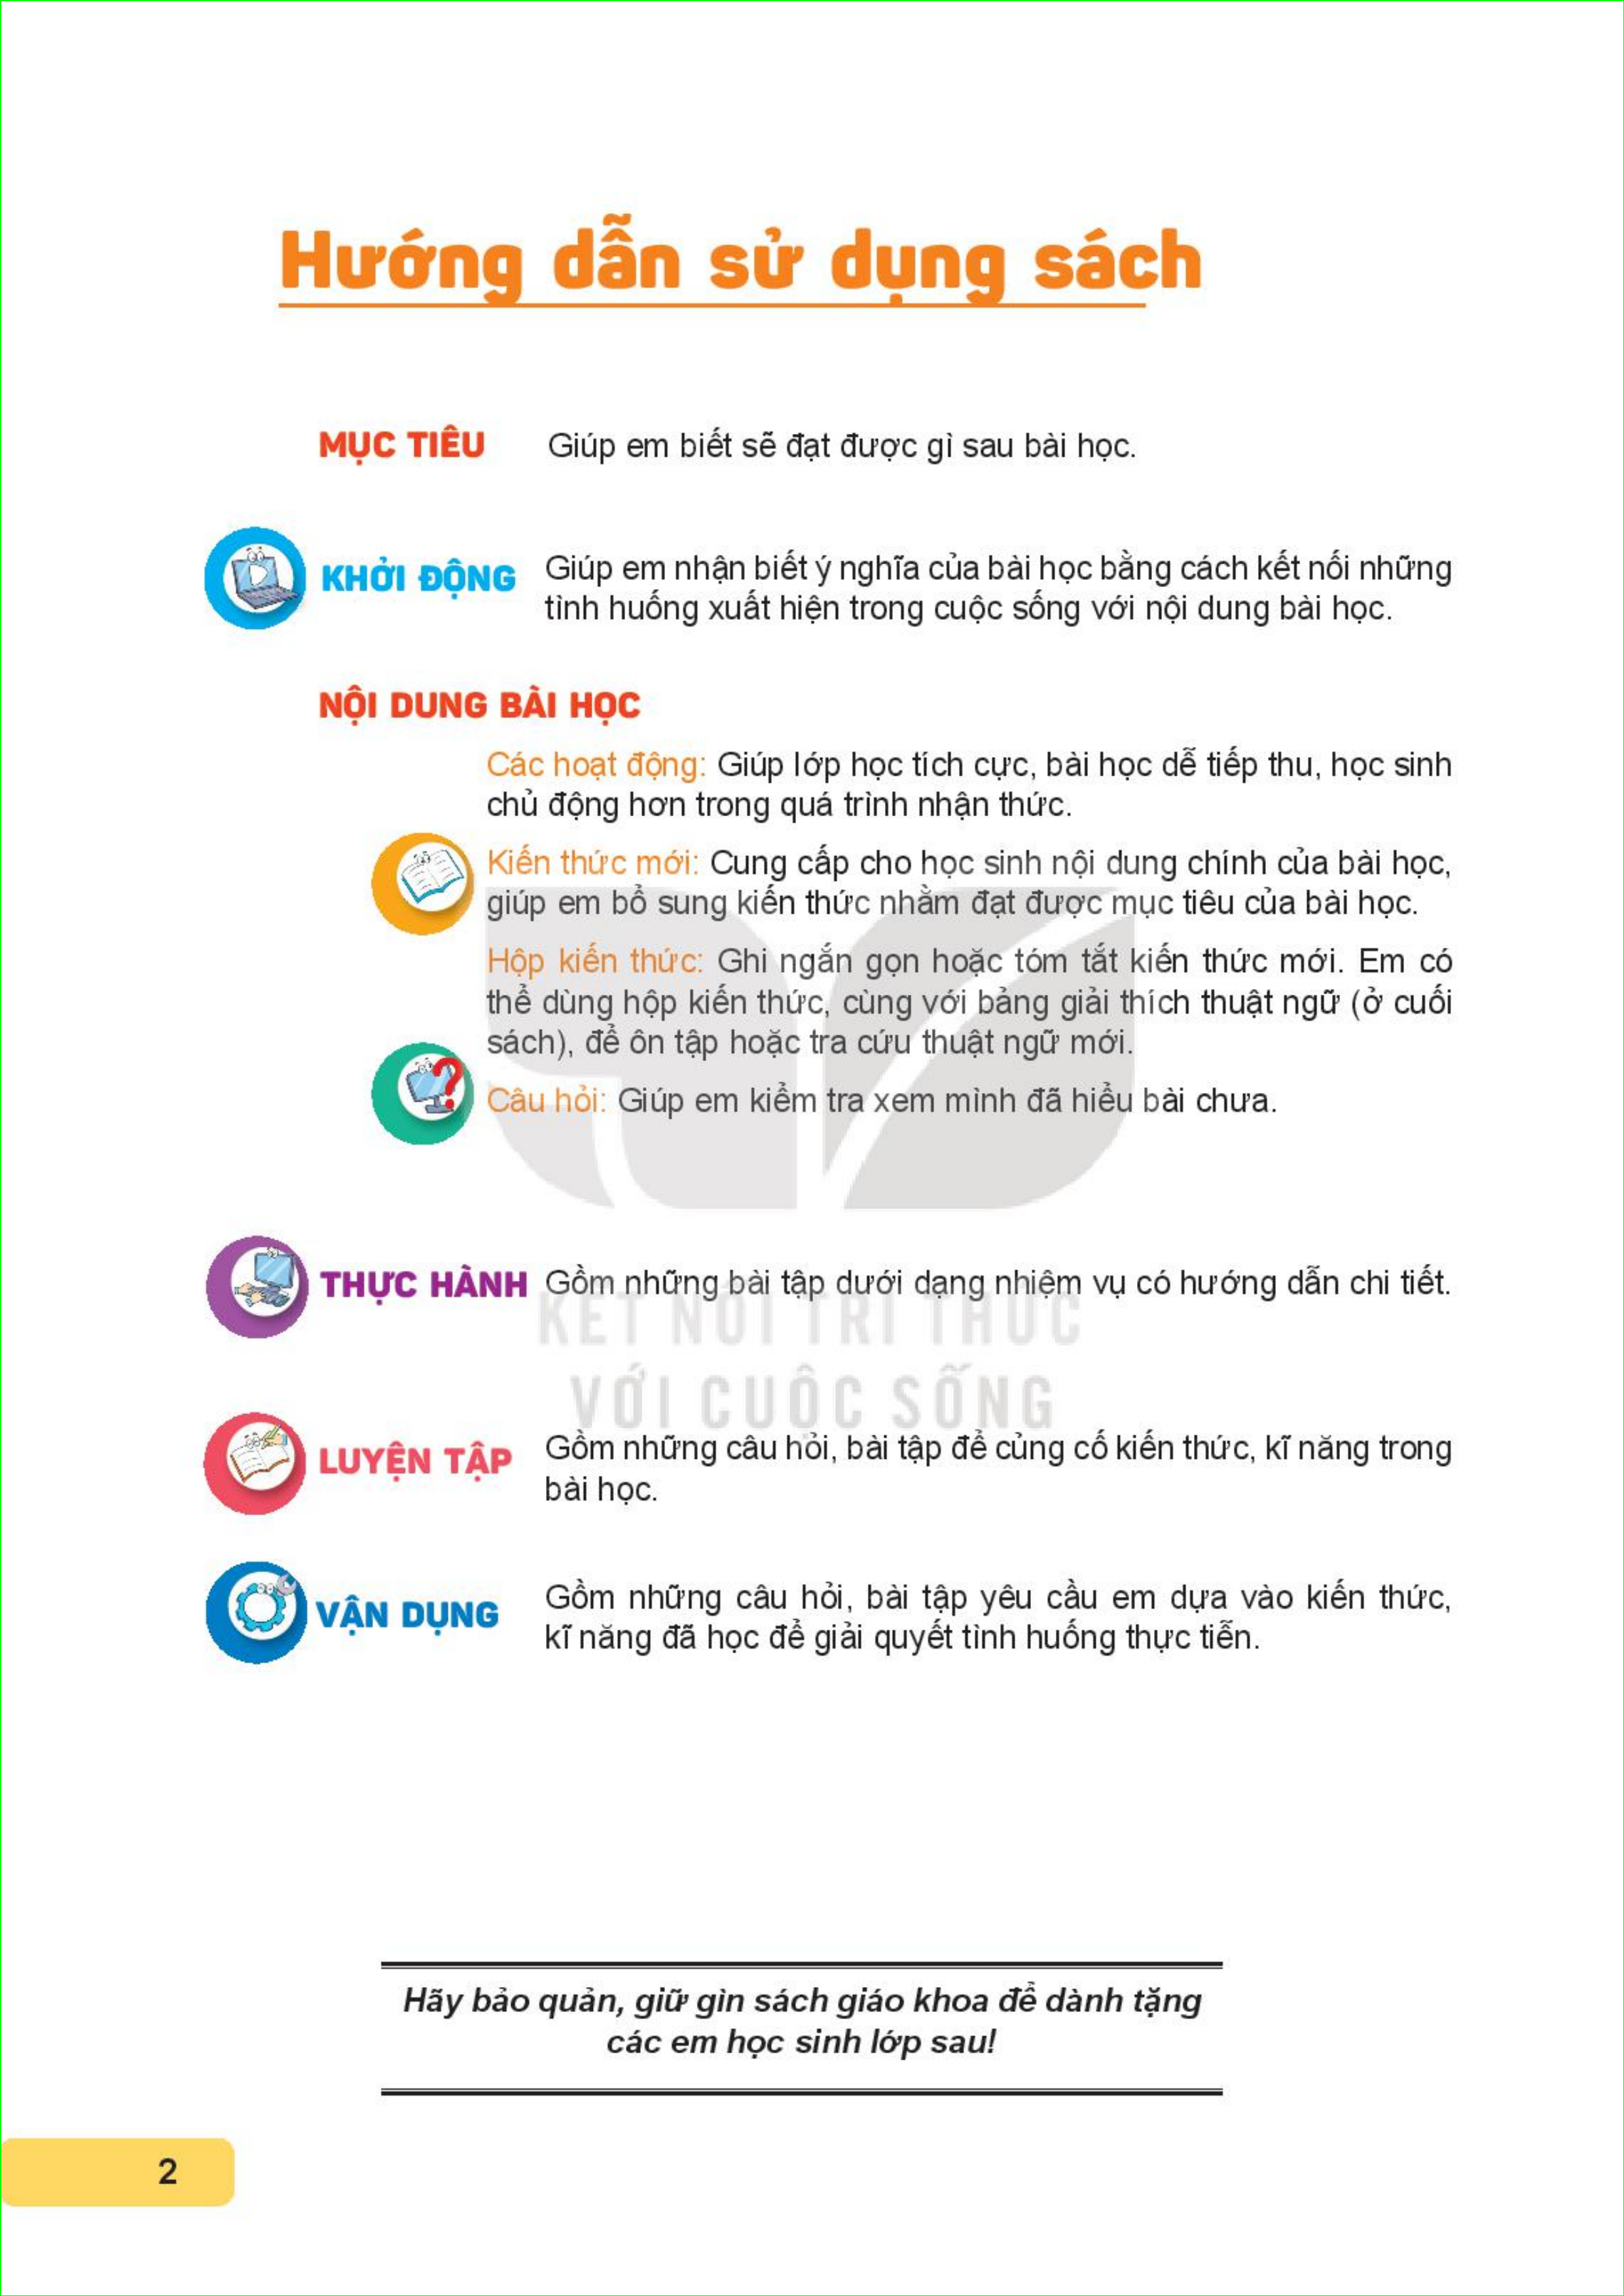 Hướng dẫn sử dụng sách
MỤC TIÊU Giúp em biết sẽ đạt được gì sau bài học.
KHỞI ĐỘNG Giúp em nhận biết ý nghĩa của bài học bằng cách kết nối những
tình huống xuất hiện trong cuộc sống với nội dung bài học.
NỘI DUNG BÀI HỌC
Các hoạt động: Giúp lớp học tích cực, bài học dễ tiếp thu, học sinh
chủ động hơn trong quá trình nhận thức.
Kiến thức mới: Cung cấp cho học sinh nội dung chính của bài học,
giúp em bổ sung kiến thức nhằm đạt được mục tiêu của bài học.
Hộp kiến thức: Ghi ngắn gọn hoặc tóm tắt kiến thức mới. Em có
thể dùng hộp kiến thức, cùng với bảng giải thích thuật ngữ (ở cuối
sách), để ôn tập hoặc tra cứu thuật ngữ mới.
Câu hỏi: Giúp em kiểm tra xem mình đã hiểu bài chưa.
THỰC HÀNH Gồm những bài tập dưới dạng nhiệm vụ có hướng dẫn chi tiết.
KẾT NỐI TRI THỨC
VỚI CUỘC SỐNG
LUYỆN TẬP Gồm những câu hỏi, bài tập để củng cố kiến thức, kĩ năng trong
bài học.
VẬN DỤNG Gồm những câu hỏi, bài tập yêu cầu em dựa vào kiến thức,
kĩ năng đã học để giải quyết tình huống thực tiễn.
Hãy bảo quản, giữ gìn sách giáo khoa để dành tặng
các em học sinh lớp sau!
2